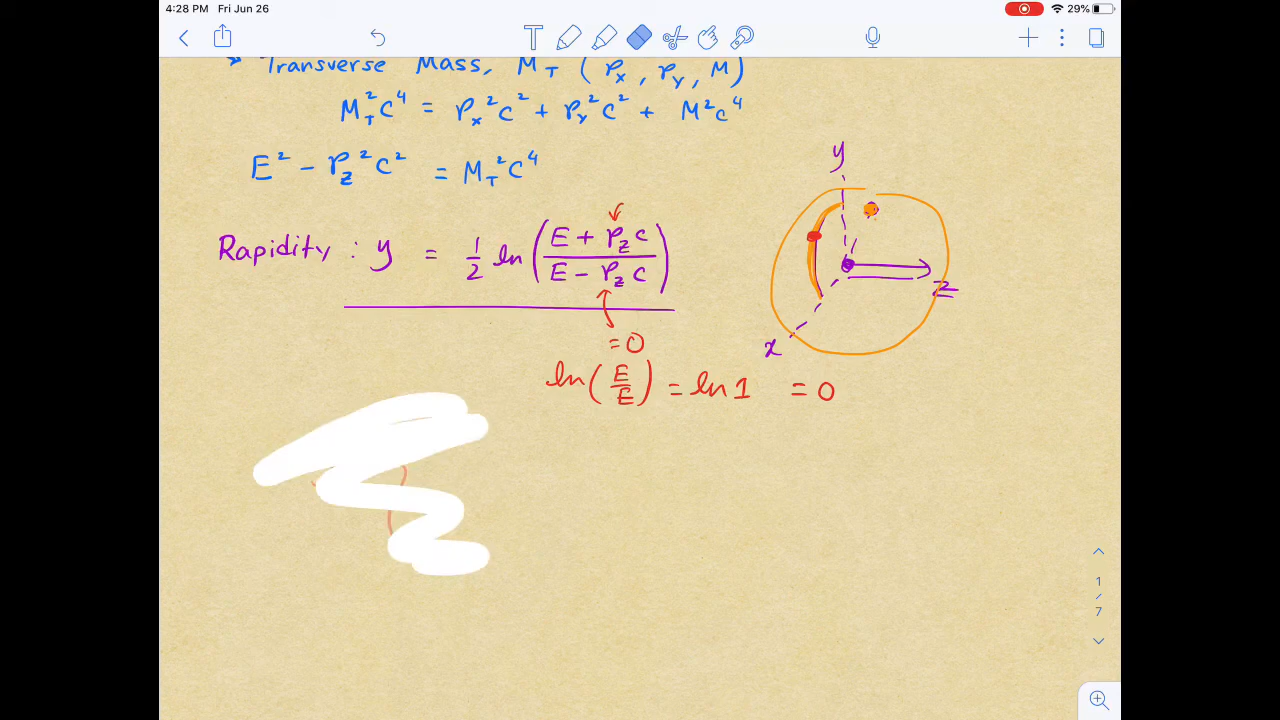 4:28 PM Fri Jun 26
29%
Transverse Mass, M_T (P_x, P_y, M)
M_T²C⁴ = P_x²C² + P_y²C² + M²C⁴
E² − P_z²C² = M_T²C⁴
Rapidity : y = 1/2 ln(E + P_z C / E − P_z C)
= 0
ln(E/E) = ln 1 = 0
y
z
x
1
/
7